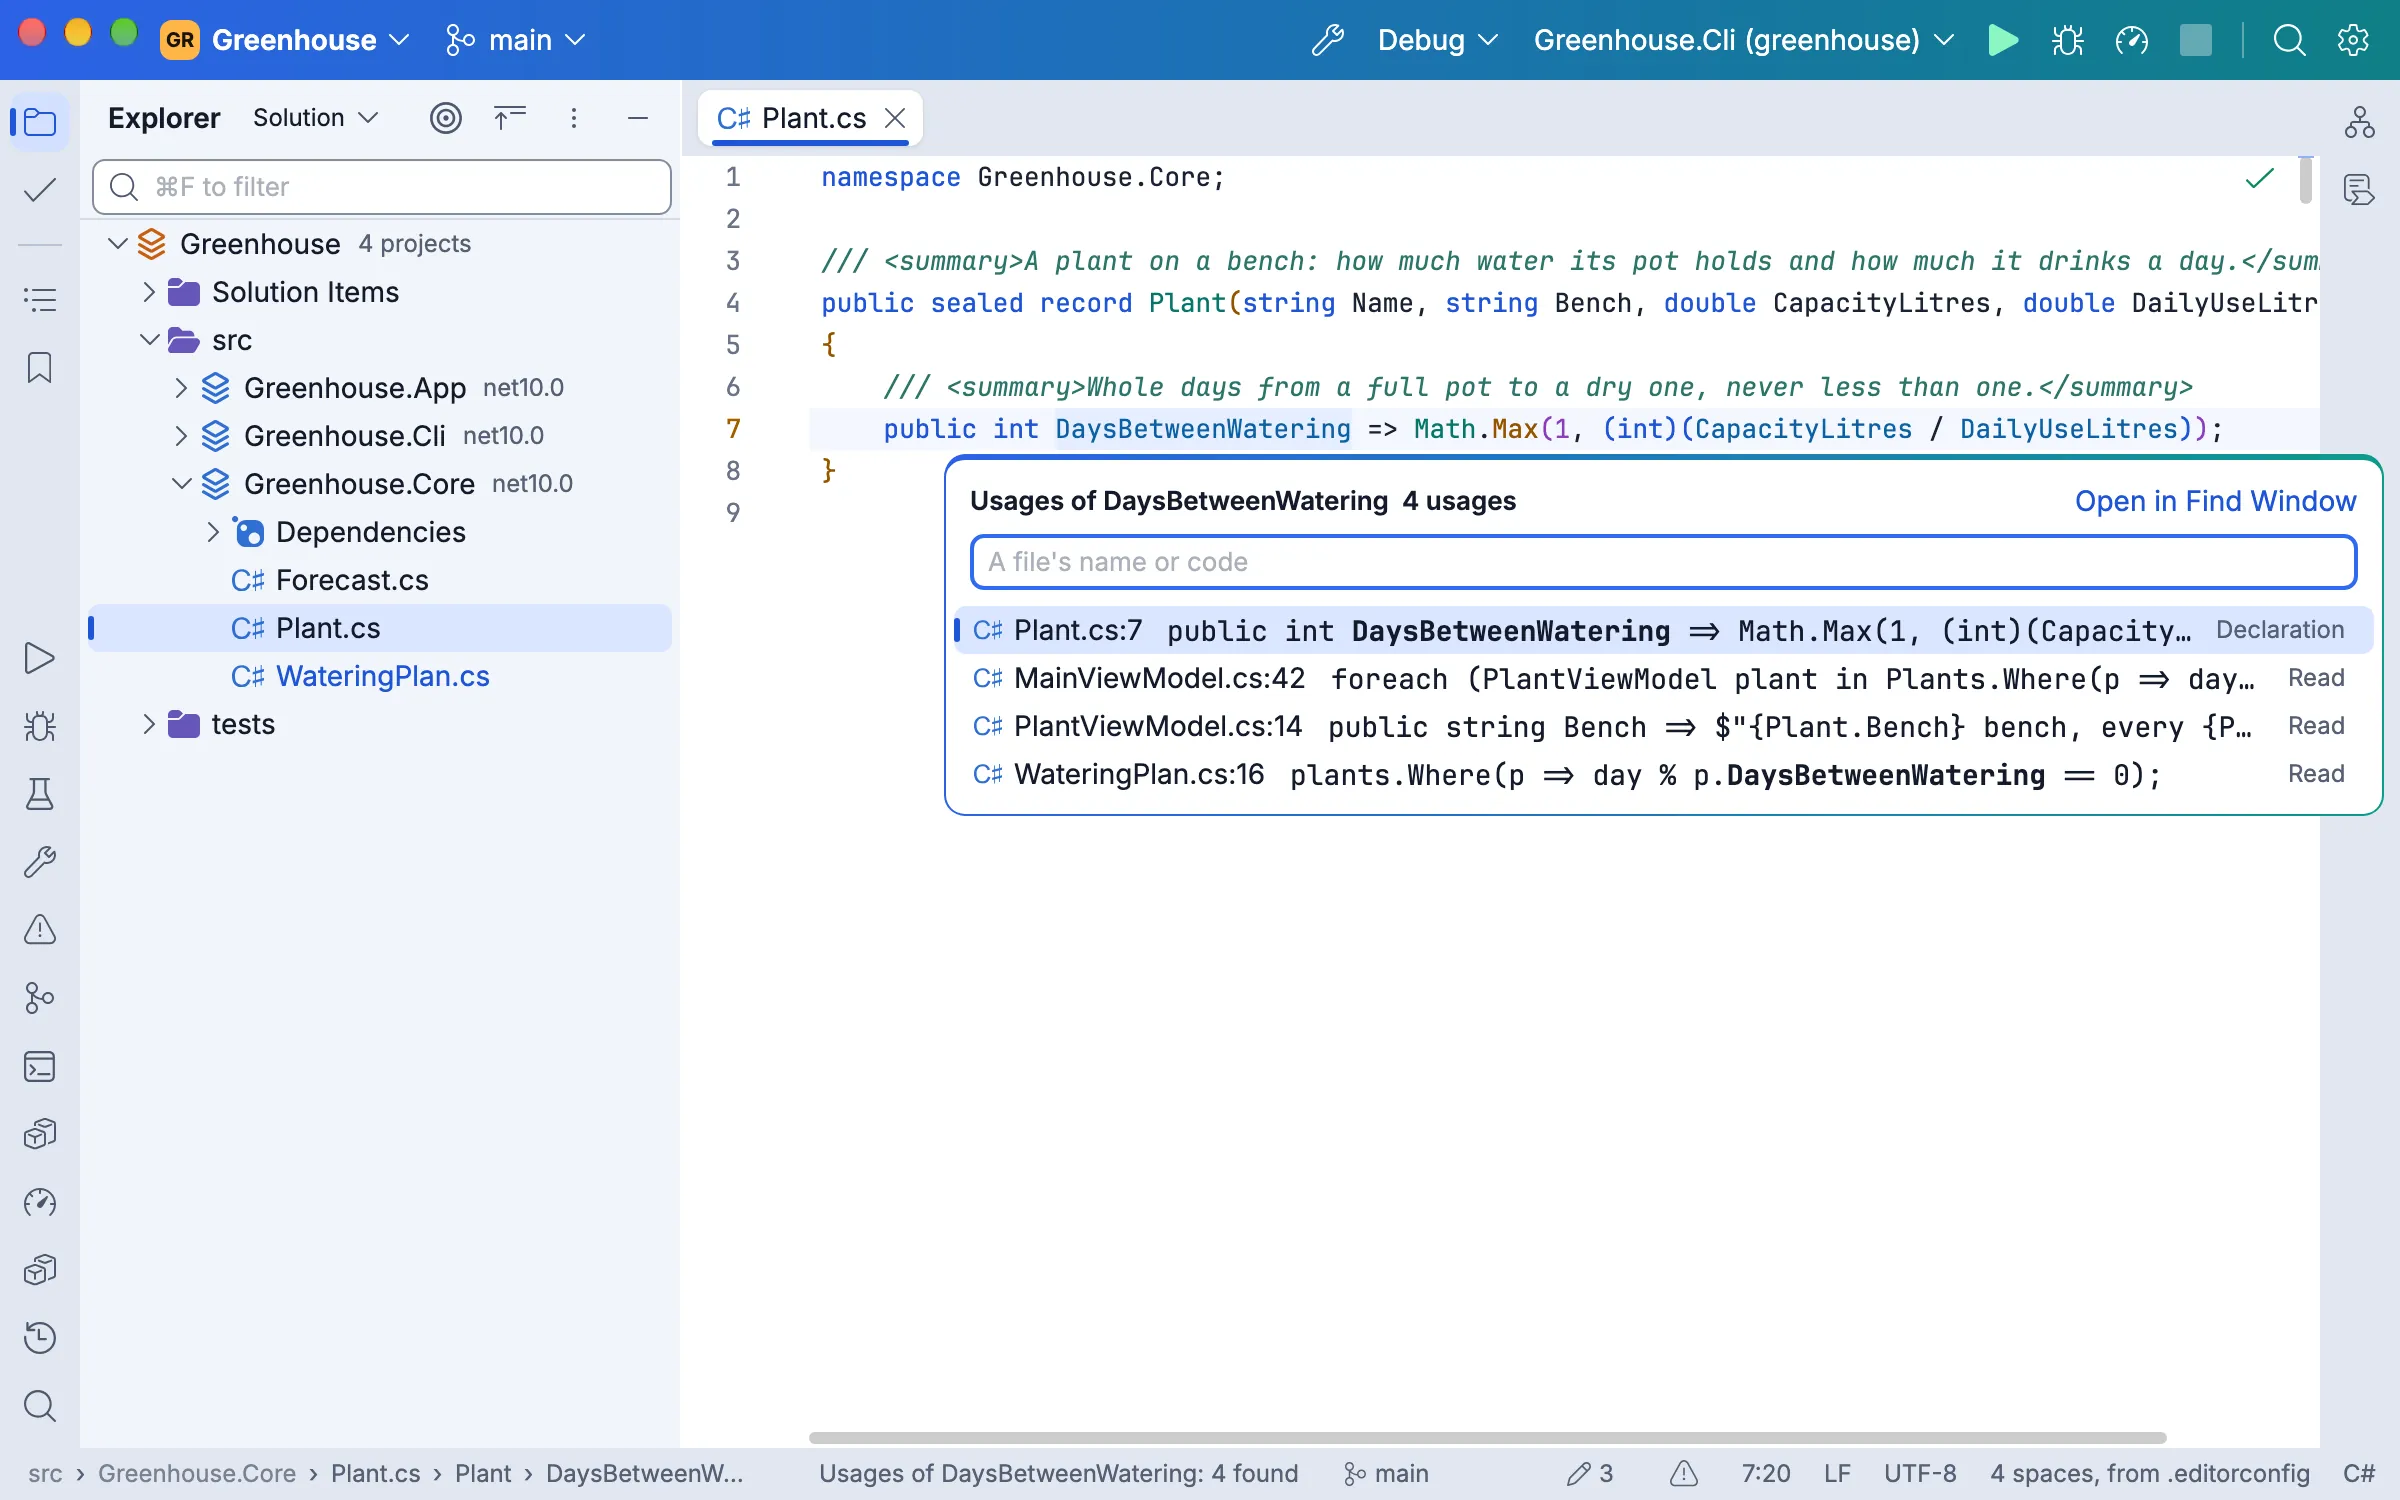 GR Greenhouse main Debug Greenhouse.Cli (greenhouse)
Explorer Solution
⌘F to filter
Greenhouse 4 projects
Solution Items
src
Greenhouse.App net10.0
Greenhouse.Cli net10.0
Greenhouse.Core net10.0
Dependencies
C# Forecast.cs
C# Plant.cs
C# WateringPlan.cs
tests
C# Plant.cs
1 namespace Greenhouse.Core;
2
3 /// <summary>A plant on a bench: how much water its pot holds and how much it drinks a day.</sum
4 public sealed record Plant(string Name, string Bench, double CapacityLitres, double DailyUseLitr
5 {
6 /// <summary>Whole days from a full pot to a dry one, never less than one.</summary>
7 public int DaysBetweenWatering => Math.Max(1, (int)(CapacityLitres / DailyUseLitres));
8 }
9
Usages of DaysBetweenWatering 4 usages Open in Find Window
A file's name or code
C# Plant.cs:7 public int DaysBetweenWatering => Math.Max(1, (int)(Capacity… Declaration
C# MainViewModel.cs:42 foreach (PlantViewModel plant in Plants.Where(p => day… Read
C# PlantViewModel.cs:14 public string Bench => $"{Plant.Bench} bench, every {P… Read
C# WateringPlan.cs:16 plants.Where(p => day % p.DaysBetweenWatering == 0); Read
src › Greenhouse.Core › Plant.cs › Plant › DaysBetweenW... Usages of DaysBetweenWatering: 4 found main 3 7:20 LF UTF-8 4 spaces, from .editorconfig C#